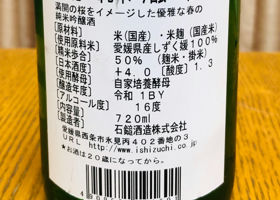 満開の桜をイメージした優雅な春の
純米吟醸酒
[原材料] 米(国産)・米麹(国産米)
[使用原料米] 愛媛県産しずく媛100%
[精米歩合] 50% (麹米・掛米)
[日本酒度] +4.0 [酸度] 1.3
[使用酵母] 自家培養酵母
[醸造年度] 令和 1BY
[アルコール度] 16度
[内容量] 720ml
[製造者] 石鎚酒造株式会社
愛媛県西条市氷見丙402番地の3
URL http://www.ishizuchi.co.jp
★お酒は20歳になってから。